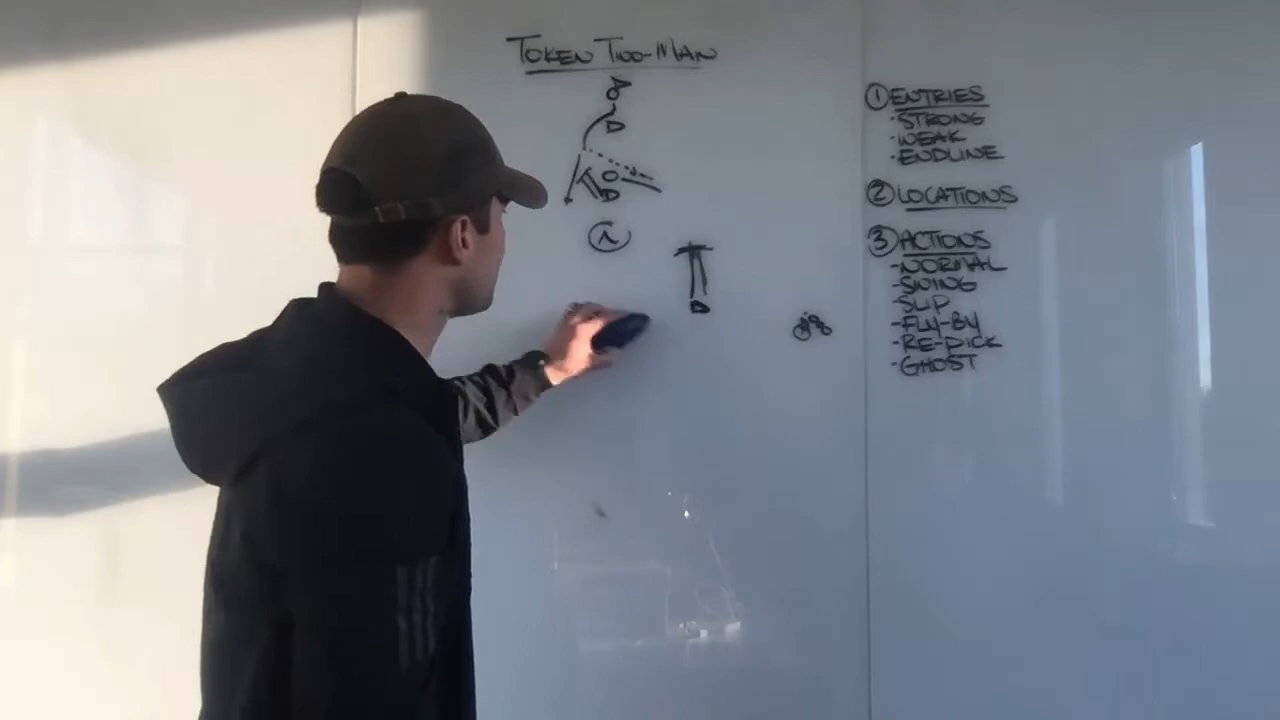 TOKEN TWO-MAN
D
O
D
D
① ENTRIES
·STRONG
·WEAK
·ENDLINE
② LOCATIONS
③ ACTIONS
-NORMAL
-SWING
-SLIP
-FLY-BY
-RE-PICK
-GHOST